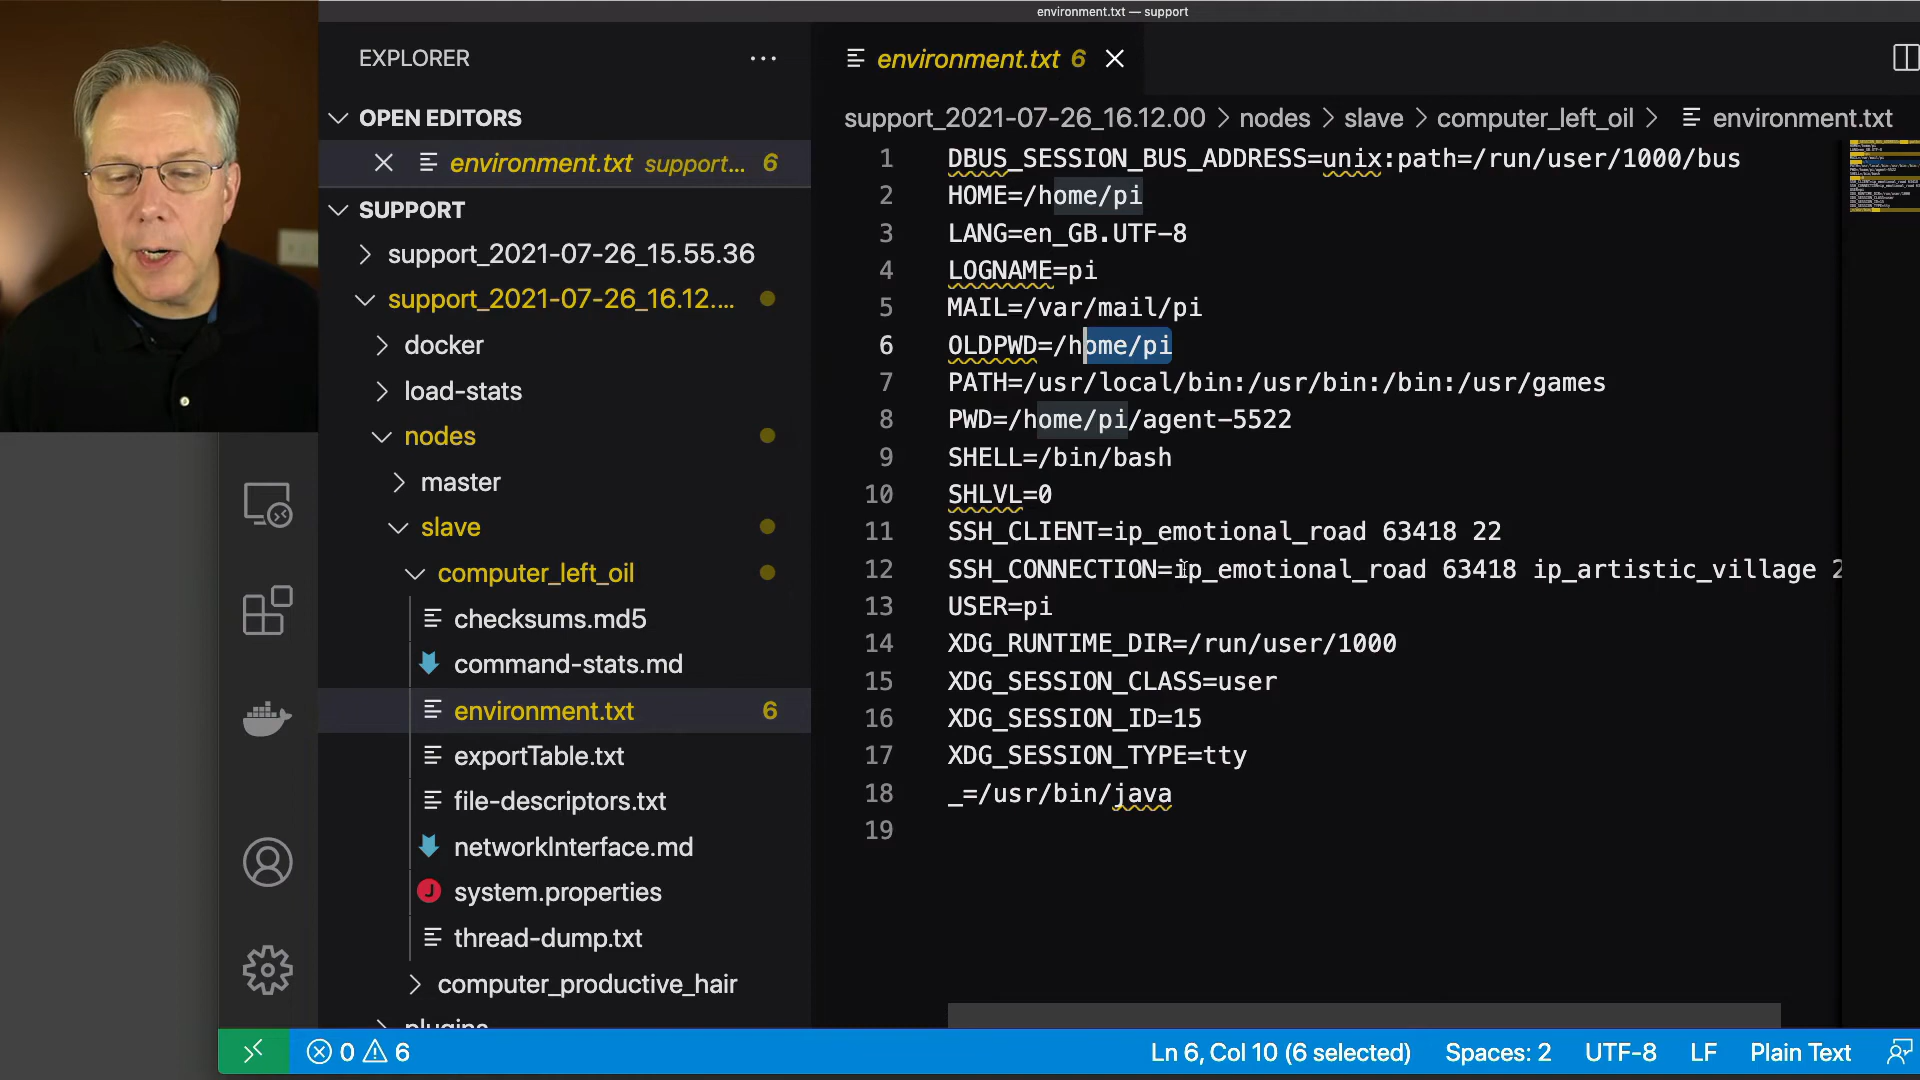 environment.txt — support
EXPLORER
OPEN EDITORS
environment.txt support... 6
SUPPORT
support_2021-07-26_15.55.36
support_2021-07-26_16.12....
docker
load-stats
nodes
master
slave
computer_left_oil
checksums.md5
command-stats.md
environment.txt 6
exportTable.txt
file-descriptors.txt
networkInterface.md
system.properties
thread-dump.txt
computer_productive_hair
plugins
environment.txt 6
support_2021-07-26_16.12.00 > nodes > slave > computer_left_oil > environment.txt
1 DBUS_SESSION_BUS_ADDRESS=unix:path=/run/user/1000/bus
2 HOME=/home/pi
3 LANG=en_GB.UTF-8
4 LOGNAME=pi
5 MAIL=/var/mail/pi
6 OLDPWD=/home/pi
7 PATH=/usr/local/bin:/usr/bin:/bin:/usr/games
8 PWD=/home/pi/agent-5522
9 SHELL=/bin/bash
10 SHLVL=0
11 SSH_CLIENT=ip_emotional_road 63418 22
12 SSH_CONNECTION=ip_emotional_road 63418 ip_artistic_village 2
13 USER=pi
14 XDG_RUNTIME_DIR=/run/user/1000
15 XDG_SESSION_CLASS=user
16 XDG_SESSION_ID=15
17 XDG_SESSION_TYPE=tty
18 _=/usr/bin/java
19
0 6
Ln 6, Col 10 (6 selected) Spaces: 2 UTF-8 LF Plain Text